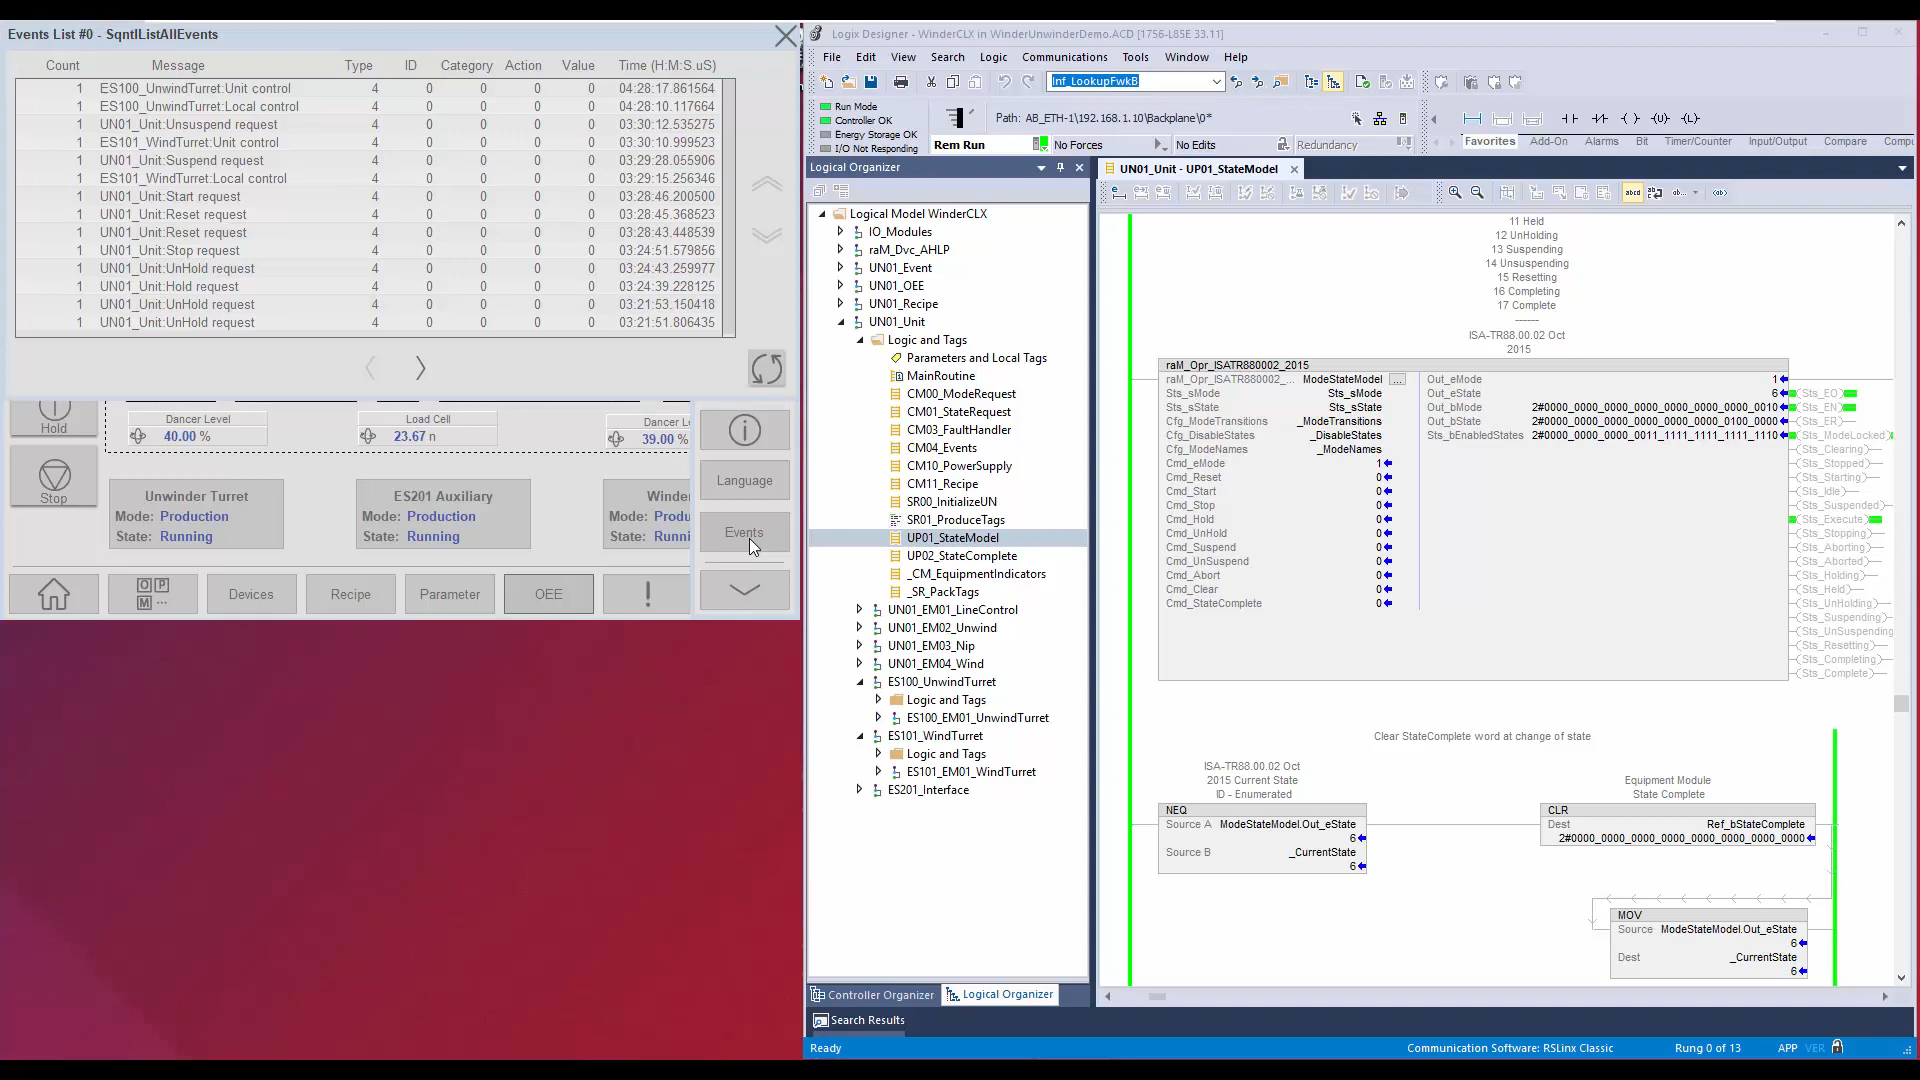 Events List #0 - SqntlListAllEvents
Count Message Type ID Category Action Value Time (H:M:S.uS)
1 ES100_UnwindTurret:Unit control 4 0 0 0 0 04:28:17.861564
1 ES100_UnwindTurret:Local control 4 0 0 0 0 04:28:10.117664
1 UN01_Unit:Unsuspend request 4 0 0 0 0 03:30:12.535275
1 ES101_WindTurret:Unit control 4 0 0 0 0 03:30:10.999523
1 UN01_Unit:Suspend request 4 0 0 0 0 03:29:28.055906
1 ES101_WindTurret:Local control 4 0 0 0 0 03:29:15.256346
1 UN01_Unit:Start request 4 0 0 0 0 03:28:46.200500
1 UN01_Unit:Reset request 4 0 0 0 0 03:28:45.368523
1 UN01_Unit:Reset request 4 0 0 0 0 03:28:43.448539
1 UN01_Unit:Stop request 4 0 0 0 0 03:24:51.579856
1 UN01_Unit:UnHold request 4 0 0 0 0 03:24:43.259977
1 UN01_Unit:Hold request 4 0 0 0 0 03:24:39.228125
1 UN01_Unit:UnHold request 4 0 0 0 0 03:21:53.150418
1 UN01_Unit:UnHold request 4 0 0 0 0 03:21:51.806435
Hold
Dancer Level
40.00 %
Load Cell
23.67 n
Dancer L
39.00 %
Stop
Unwinder Turret
Mode: Production
State: Running
ES201 Auxiliary
Mode: Production
State: Running
Winde
Mode: Produ
State: Runni
Language
Events
O P
M ...
Devices
Recipe
Parameter
OEE
!
Logix Designer - WinderCLX in WinderUnwinderDemo.ACD [1756-L85E 33.11]
File Edit View Search Logic Communications Tools Window Help
Inf_LookupFwkB
Run Mode
Controller OK
Energy Storage OK
I/O Not Responding
Path: AB_ETH-1\192.168.1.10\Backplane\0*
Rem Run
No Forces
No Edits
Redundancy
Favorites Add-On Alarms Bit Timer/Counter Input/Output Compare Compu
Logical Organizer
Logical Model WinderCLX
IO_Modules
raM_Dvc_AHLP
UN01_Event
UN01_OEE
UN01_Recipe
UN01_Unit
Logic and Tags
Parameters and Local Tags
MainRoutine
CM00_ModeRequest
CM01_StateRequest
CM03_FaultHandler
CM04_Events
CM10_PowerSupply
CM11_Recipe
SR00_InitializeUN
SR01_ProduceTags
UP01_StateModel
UP02_StateComplete
_CM_EquipmentIndicators
_SR_PackTags
UN01_EM01_LineControl
UN01_EM02_Unwind
UN01_EM03_Nip
UN01_EM04_Wind
ES100_UnwindTurret
Logic and Tags
ES100_EM01_UnwindTurret
ES101_WindTurret
Logic and Tags
ES101_EM01_WindTurret
ES201_Interface
Controller Organizer
Logical Organizer
Search Results
UN01_Unit - UP01_StateModel
11 Held
12 UnHolding
13 Suspending
14 Unsuspending
15 Resetting
16 Completing
17 Complete
------
ISA-TR88.00.02 Oct
2015
raM_Opr_ISATR880002_2015
raM_Opr_ISATR880002_... ModeStateModel ... Out_eMode 1
Sts_sMode Sts_sMode Out_eState 6 (Sts_EO)
Sts_sState Sts_sState Out_bMode 2#0000_0000_0000_0000_0000_0000_0000_0010 (Sts_EN)
Cfg_ModeTransitions _ModeTransitions Out_bState 2#0000_0000_0000_0000_0000_0000_0100_0000 (Sts_ER)
Cfg_DisableStates _DisableStates Sts_bEnabledStates 2#0000_0000_0000_0011_1111_1111_1111_1110 (Sts_ModeLocked)
Cfg_ModeNames _ModeNames (Sts_Clearing)
Cmd_eMode 1 (Sts_Stopped)
Cmd_Reset 0 (Sts_Starting)
Cmd_Start 0 (Sts_Idle)
Cmd_Stop 0 (Sts_Suspended)
Cmd_Hold 0 (Sts_Execute)
Cmd_UnHold 0 (Sts_Stopping)
Cmd_Suspend 0 (Sts_Aborting)
Cmd_UnSuspend 0 (Sts_Aborted)
Cmd_Abort 0 (Sts_Holding)
Cmd_Clear 0 (Sts_Held)
Cmd_StateComplete 0 (Sts_UnHolding)
(Sts_Suspending)
(Sts_UnSuspending
(Sts_Resetting)
(Sts_Completing)
(Sts_Complete)
Clear StateComplete word at change of state
ISA-TR88.00.02 Oct
2015 Current State
ID - Enumerated
NEQ
Source A ModeStateModel.Out_eState
6
Source B _CurrentState
6
Equipment Module
State Complete
CLR
Dest Ref_bStateComplete
2#0000_0000_0000_0000_0000_0000_0000_0000
MOV
Source ModeStateModel.Out_eState
6
Dest _CurrentState
6
Ready
Communication Software: RSLinx Classic
Rung 0 of 13
APP VER